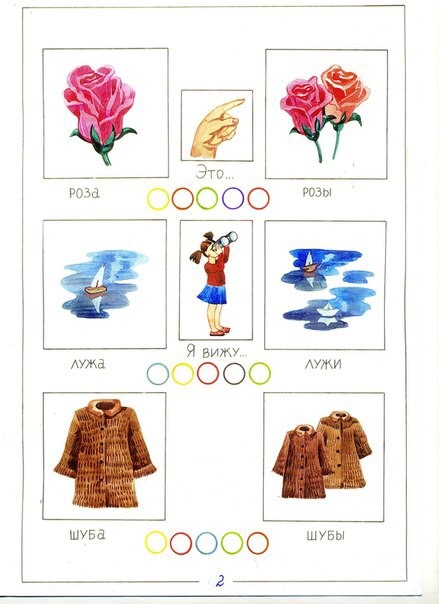 Это...
роза
розы
Я вижу...
лужа
лужи
шуба
шубы
2